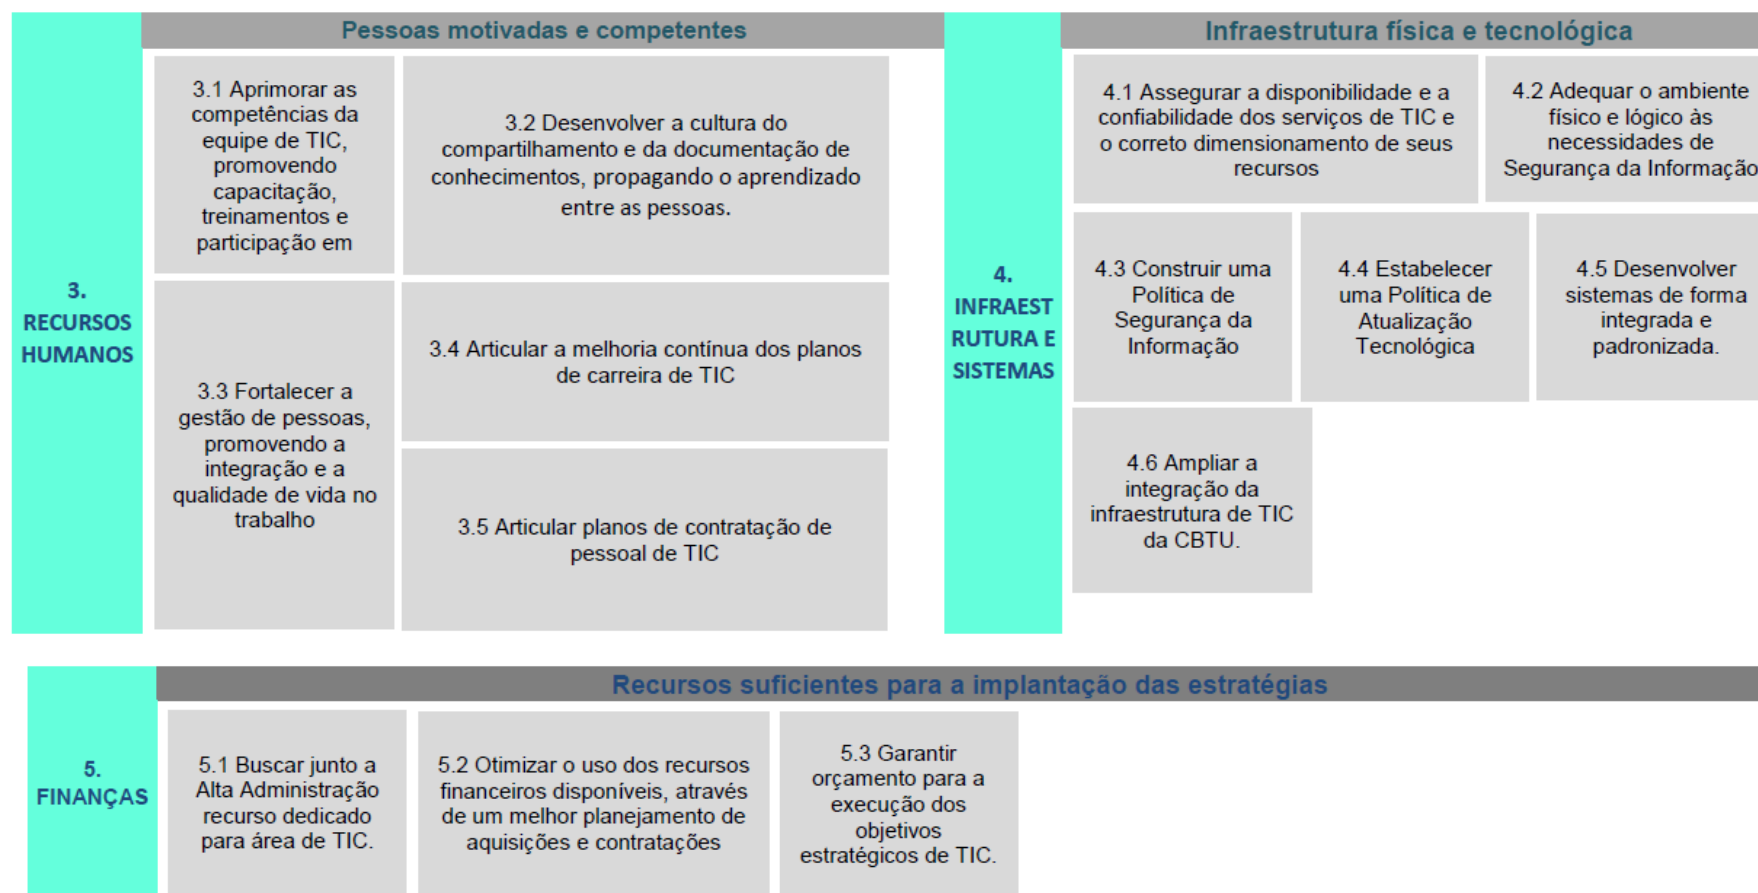 Pessoas motivadas e competentes
3.
RECURSOS
HUMANOS
3.1 Aprimorar as
competências da
equipe de TIC,
promovendo
capacitação,
treinamentos e
participação em
3.2 Desenvolver a cultura do
compartilhamento e da documentação de
conhecimentos, propagando o aprendizado
entre as pessoas.
3.3 Fortalecer a
gestão de pessoas,
promovendo a
integração e a
qualidade de vida no
trabalho
3.4 Articular a melhoria contínua dos planos
de carreira de TIC
3.5 Articular planos de contratação de
pessoal de TIC
Infraestrutura física e tecnológica
4.
INFRAEST
RUTURA E
SISTEMAS
4.1 Assegurar a disponibilidade e a
confiabilidade dos serviços de TIC e
o correto dimensionamento de seus
recursos
4.2 Adequar o ambiente
físico e lógico às
necessidades de
Segurança da Informação
4.3 Construir uma
Política de
Segurança da
Informação
4.4 Estabelecer
uma Política de
Atualização
Tecnológica
4.5 Desenvolver
sistemas de forma
integrada e
padronizada.
4.6 Ampliar a
integração da
infraestrutura de TIC
da CBTU.
Recursos suficientes para a implantação das estratégias
5.
FINANÇAS
5.1 Buscar junto a
Alta Administração
recurso dedicado
para área de TIC.
5.2 Otimizar o uso dos recursos
financeiros disponíveis, através
de um melhor planejamento de
aquisições e contratações
5.3 Garantir
orçamento para a
execução dos
objetivos
estratégicos de TIC.